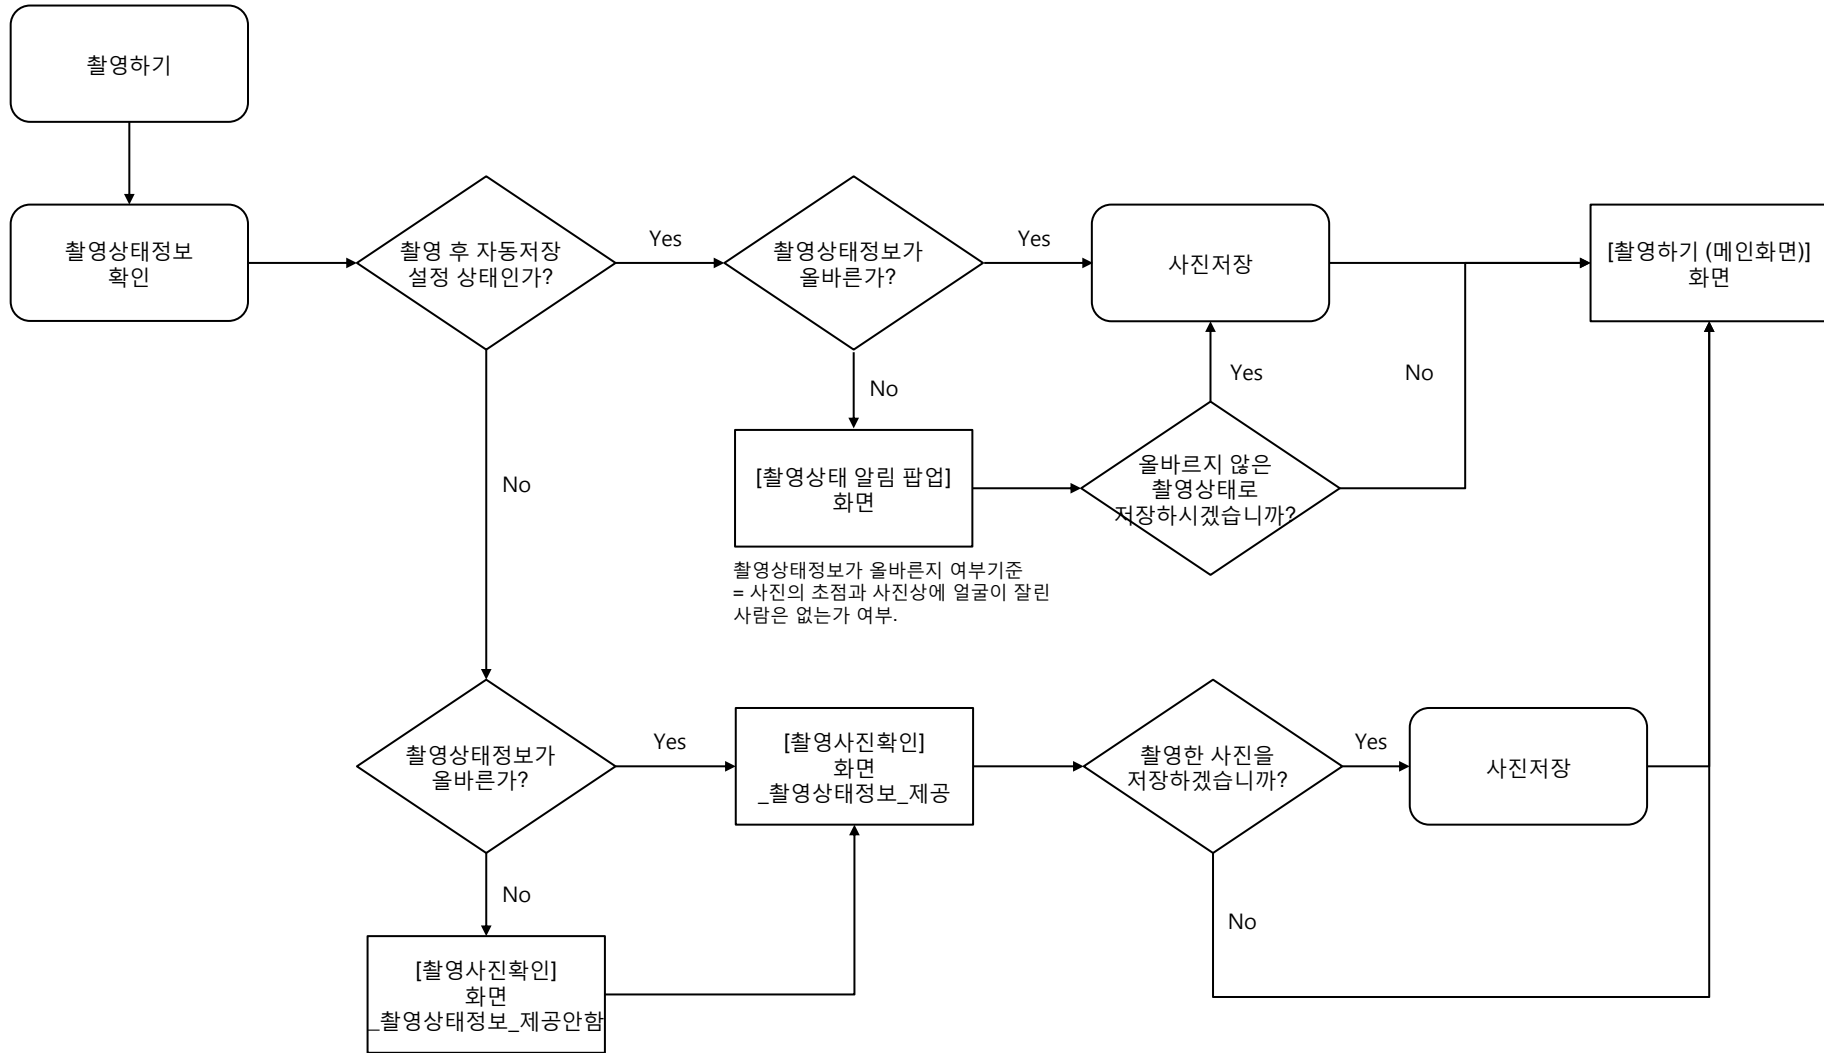 촬영하기
촬영상태정보
확인
촬영 후 자동저장
설정 상태인가?
Yes
촬영상태정보가
올바른가?
Yes
사진저장
[촬영하기 (메인화면)]
화면
No
Yes
No
[촬영상태 알림 팝업]
화면
올바르지 않은
촬영상태로
저장하시겠습니까?
No
촬영상태정보가 올바른지 여부기준
= 사진의 초점과 사진상에 얼굴이 잘린
사람은 없는가 여부.
촬영상태정보가
올바른가?
Yes
[촬영사진확인]
화면
_촬영상태정보_제공
촬영한 사진을
저장하겠습니까?
Yes
사진저장
No
No
[촬영사진확인]
화면
_촬영상태정보_제공안함